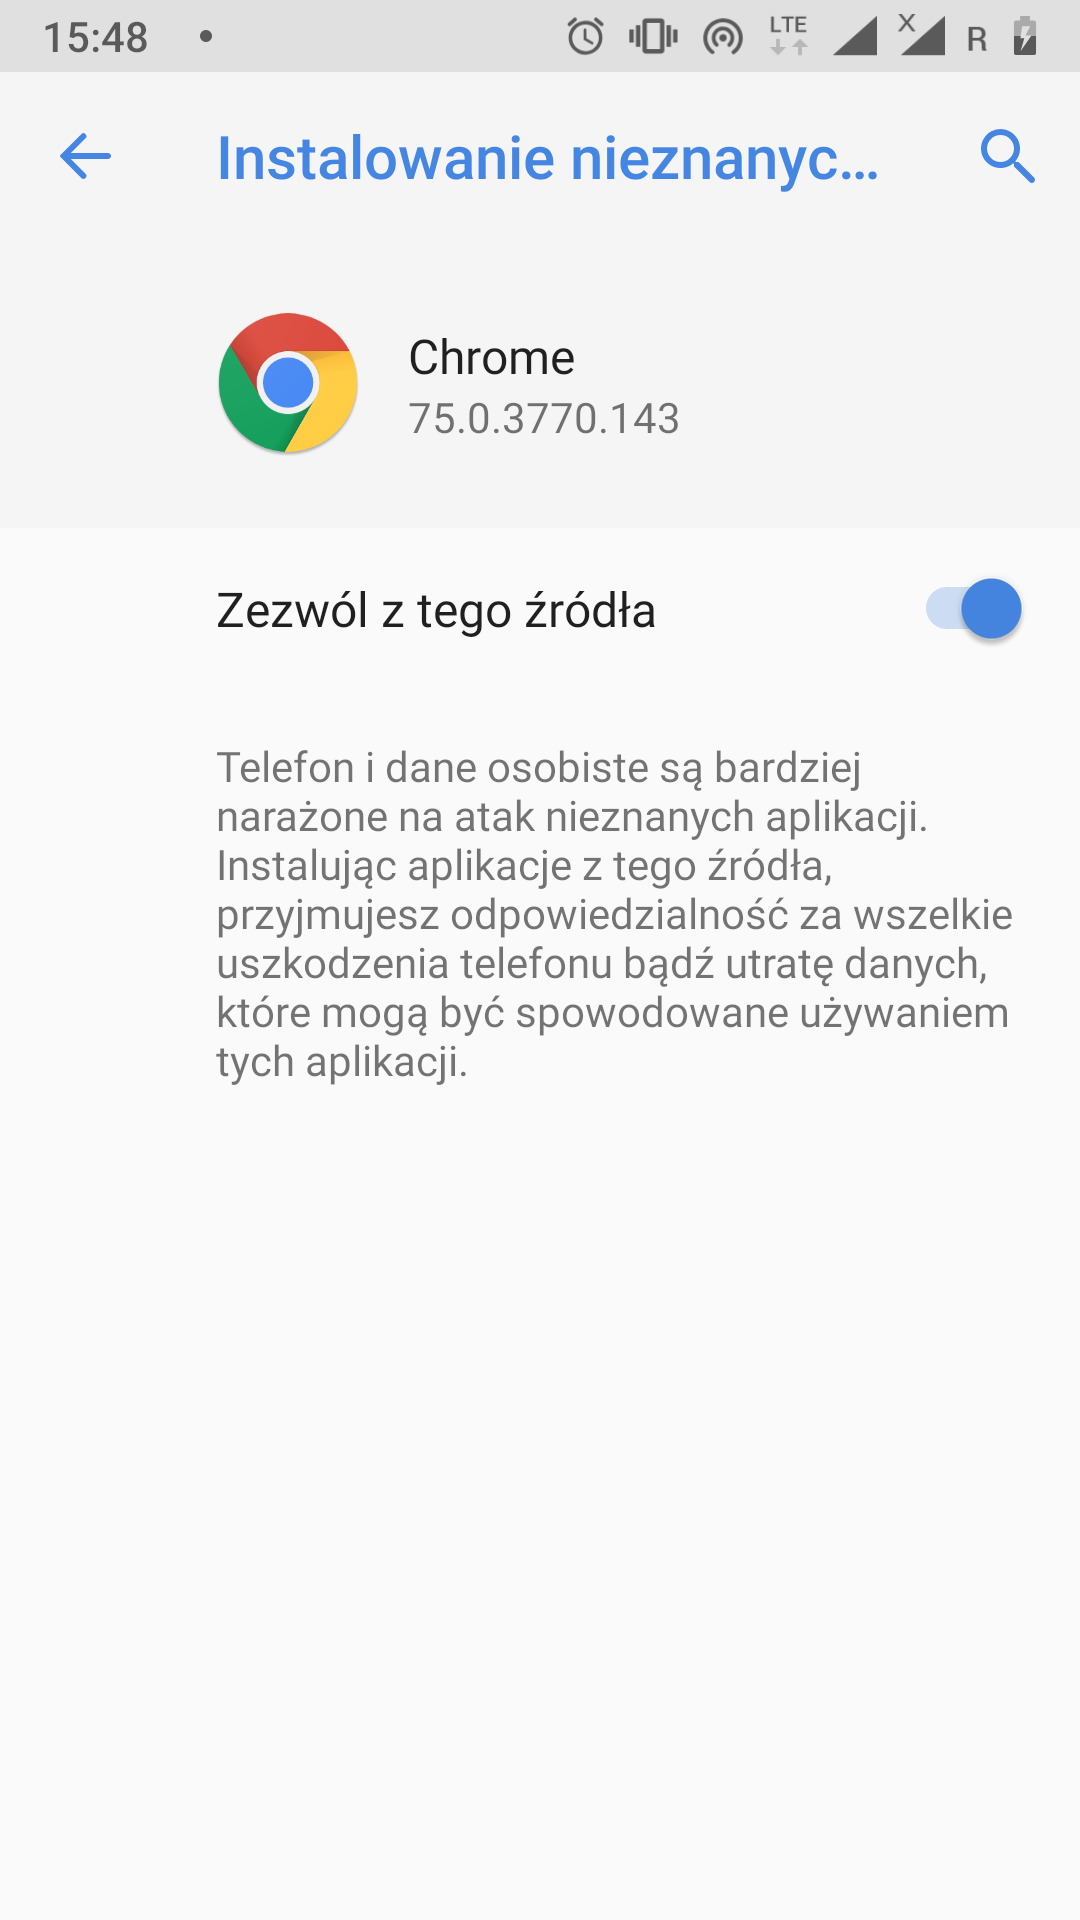 15:48
LTE
X
R
Instalowanie nieznanyc...
Chrome
75.0.3770.143
Zezwól z tego źródła
Telefon i dane osobiste są bardziej
narażone na atak nieznanych aplikacji.
Instalując aplikacje z tego źródła,
przyjmujesz odpowiedzialność za wszelkie
uszkodzenia telefonu bądź utratę danych,
które mogą być spowodowane używaniem
tych aplikacji.